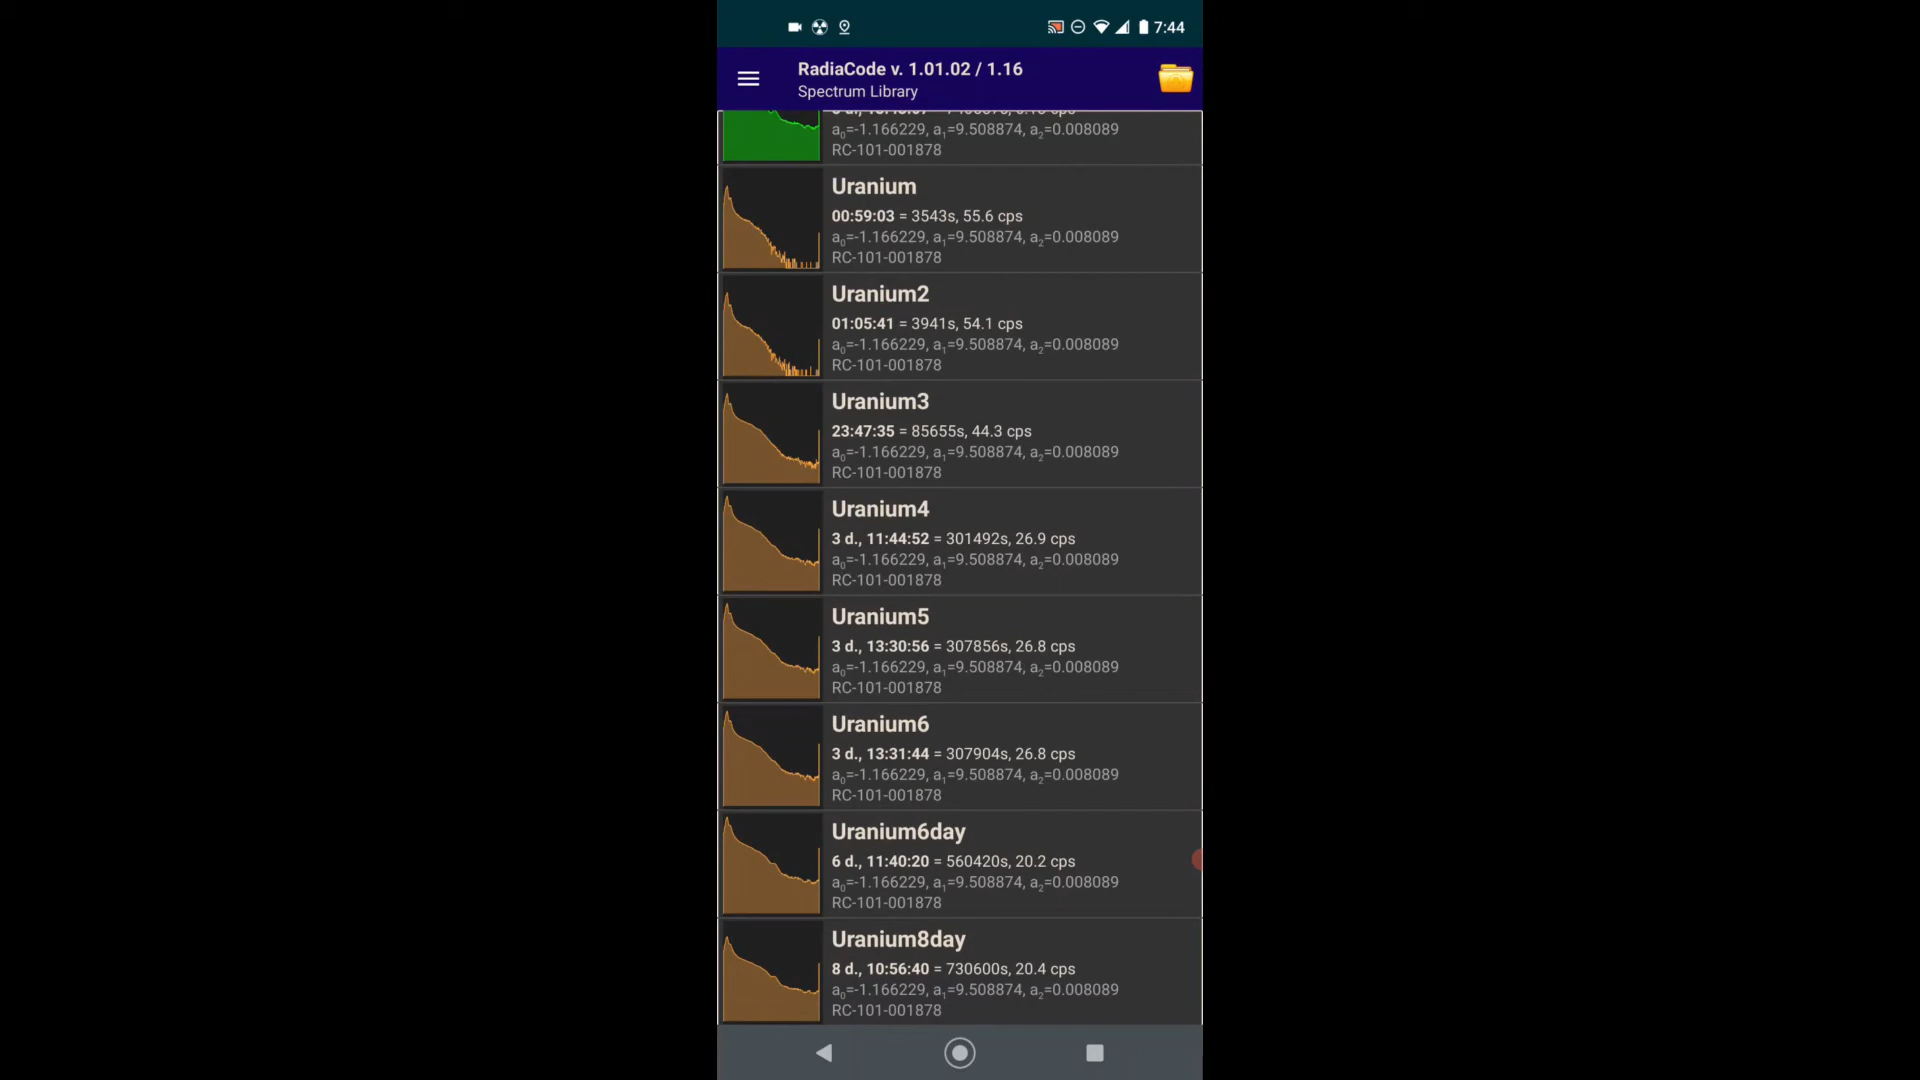 7:44
RadiaCode v. 1.01.02 / 1.16
Spectrum Library
a₀=-1.166229, a₁=9.508874, a₂=0.008089
RC-101-001878
Uranium
00:59:03 = 3543s, 55.6 cps
a₀=-1.166229, a₁=9.508874, a₂=0.008089
RC-101-001878
Uranium2
01:05:41 = 3941s, 54.1 cps
a₀=-1.166229, a₁=9.508874, a₂=0.008089
RC-101-001878
Uranium3
23:47:35 = 85655s, 44.3 cps
a₀=-1.166229, a₁=9.508874, a₂=0.008089
RC-101-001878
Uranium4
3 d., 11:44:52 = 301492s, 26.9 cps
a₀=-1.166229, a₁=9.508874, a₂=0.008089
RC-101-001878
Uranium5
3 d., 13:30:56 = 307856s, 26.8 cps
a₀=-1.166229, a₁=9.508874, a₂=0.008089
RC-101-001878
Uranium6
3 d., 13:31:44 = 307904s, 26.8 cps
a₀=-1.166229, a₁=9.508874, a₂=0.008089
RC-101-001878
Uranium6day
6 d., 11:40:20 = 560420s, 20.2 cps
a₀=-1.166229, a₁=9.508874, a₂=0.008089
RC-101-001878
Uranium8day
8 d., 10:56:40 = 730600s, 20.4 cps
a₀=-1.166229, a₁=9.508874, a₂=0.008089
RC-101-001878